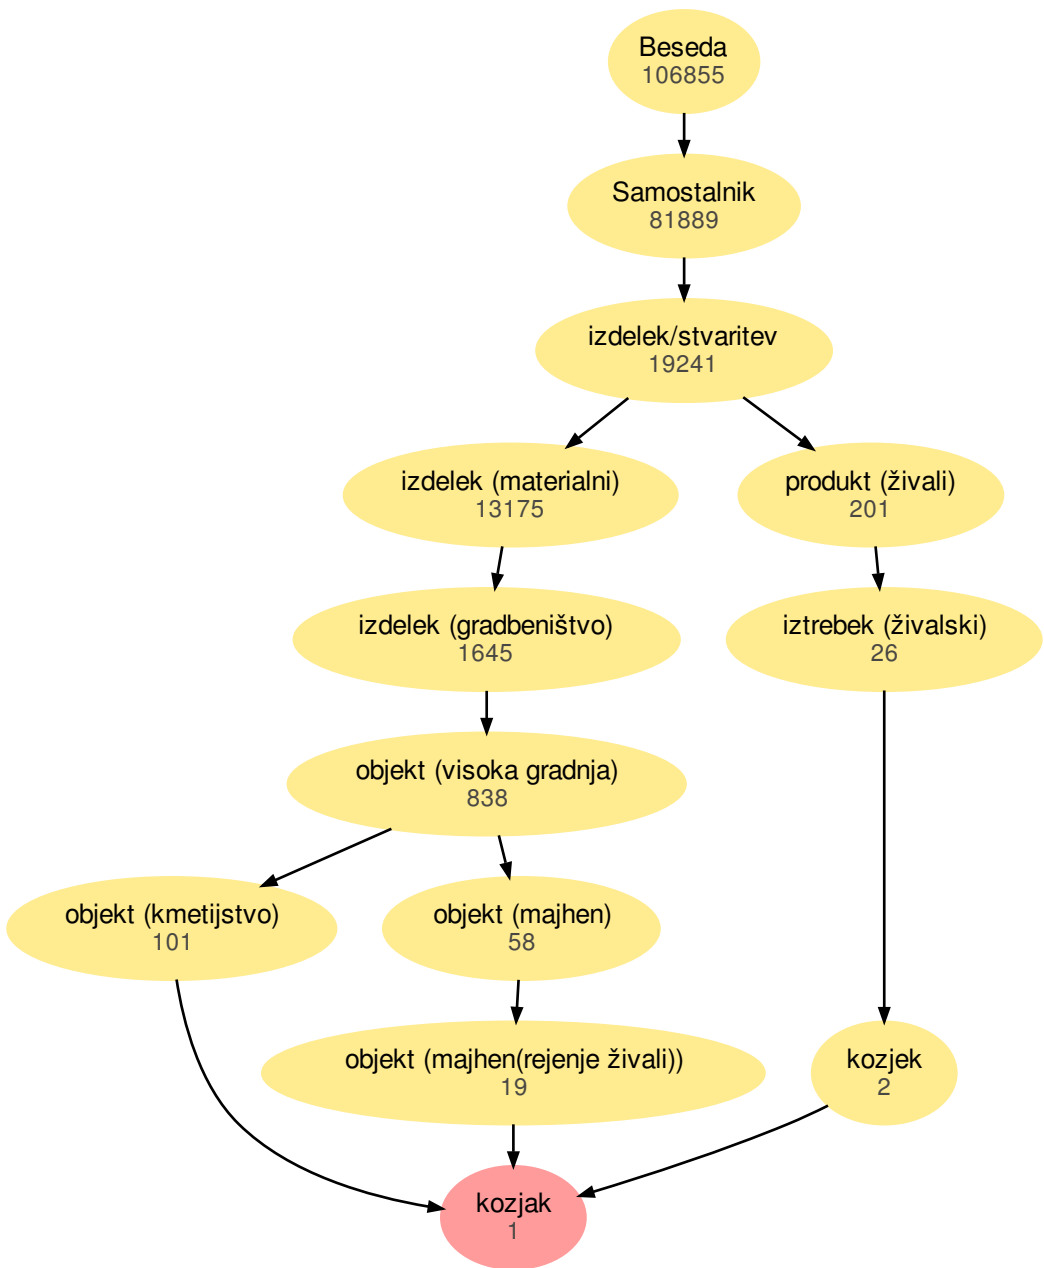 Beseda
106855
Samostalnik
81889
izdelek/stvaritev
19241
izdelek (materialni)
13175
produkt (živali)
201
izdelek (gradbeništvo)
1645
iztrebek (živalski)
26
objekt (visoka gradnja)
838
objekt (kmetijstvo)
101
objekt (majhen)
58
objekt (majhen(rejenje živali))
19
kozjek
2
kozjak
1